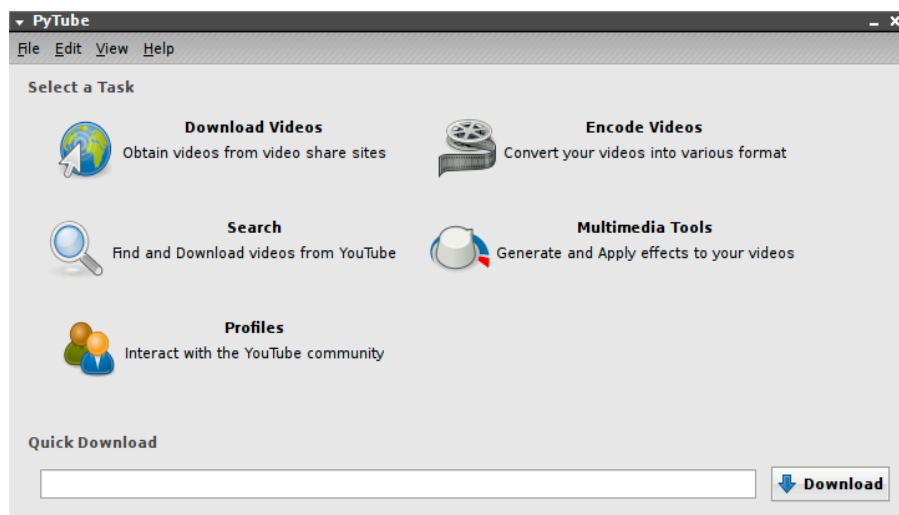 PyTube
File Edit View Help
Select a Task
Download Videos
Obtain videos from video share sites
Encode Videos
Convert your videos into various format
Search
Find and Download videos from YouTube
Multimedia Tools
Generate and Apply effects to your videos
Profiles
Interact with the YouTube community
Quick Download
Download